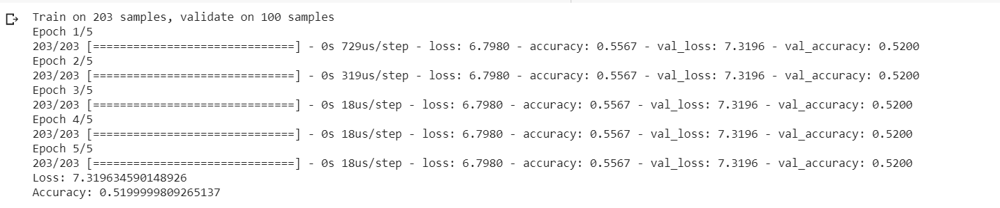 Train on 203 samples, validate on 100 samples
Epoch 1/5
203/203 [==============================] - 0s 729us/step - loss: 6.7980 - accuracy: 0.5567 - val_loss: 7.3196 - val_accuracy: 0.5200
Epoch 2/5
203/203 [==============================] - 0s 319us/step - loss: 6.7980 - accuracy: 0.5567 - val_loss: 7.3196 - val_accuracy: 0.5200
Epoch 3/5
203/203 [==============================] - 0s 18us/step - loss: 6.7980 - accuracy: 0.5567 - val_loss: 7.3196 - val_accuracy: 0.5200
Epoch 4/5
203/203 [==============================] - 0s 18us/step - loss: 6.7980 - accuracy: 0.5567 - val_loss: 7.3196 - val_accuracy: 0.5200
Epoch 5/5
203/203 [==============================] - 0s 18us/step - loss: 6.7980 - accuracy: 0.5567 - val_loss: 7.3196 - val_accuracy: 0.5200
Loss: 7.319634590148926
Accuracy: 0.5199999809265137